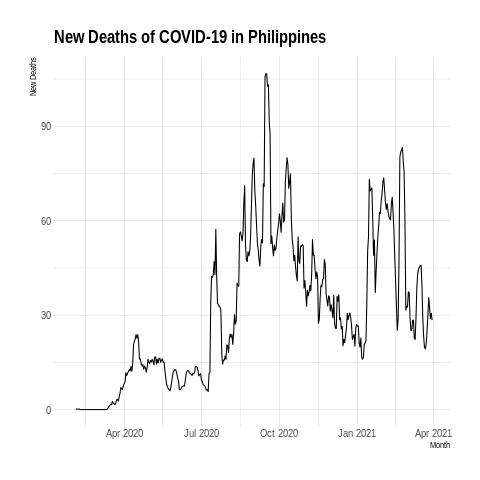 New Deaths of COVID-19 in Philippines
New Deaths
90
60
30
0
Apr 2020 Jul 2020 Oct 2020 Jan 2021 Apr 2021
Month